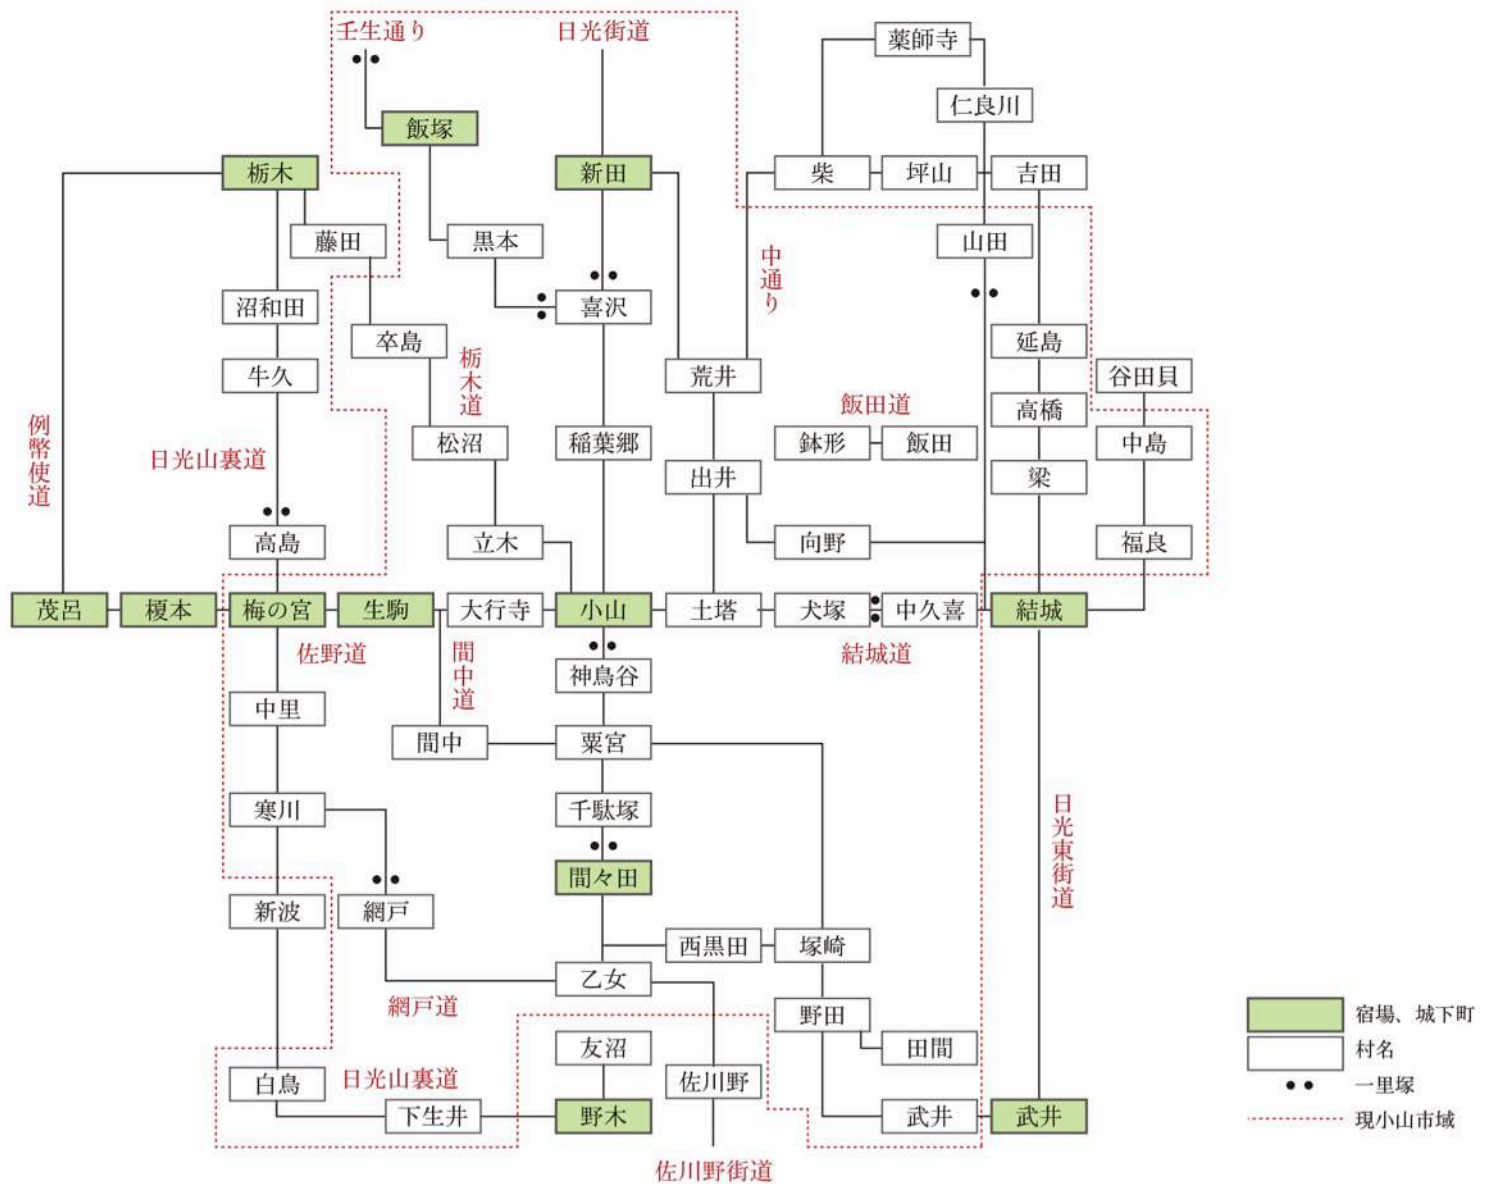 壬生通り
日光街道
薬師寺
仁良川
飯塚
栃木
新田
柴
坪山
吉田
藤田
黒本
山田
中通り
沼和田
喜沢
卒島
延島
栃木道
牛久
荒井
谷田貝
飯田道
高橋
例幣使道
日光山裏道
松沼
稲葉郷
鉢形
飯田
中島
出井
梁
高島
立木
向野
福良
茂呂
榎本
梅の宮
生駒
大行寺
小山
土塔
犬塚
中久喜
結城
佐野道
間中道
結城道
神鳥谷
中里
間中
粟宮
寒川
千駄塚
日光東街道
間々田
新波
網戸
西黒田
塚崎
乙女
網戸道
野田
友沼
田間
白鳥
日光山裏道
佐川野
下生井
野木
武井
武井
佐川野街道
宿場、城下町
村名
一里塚
現小山市域